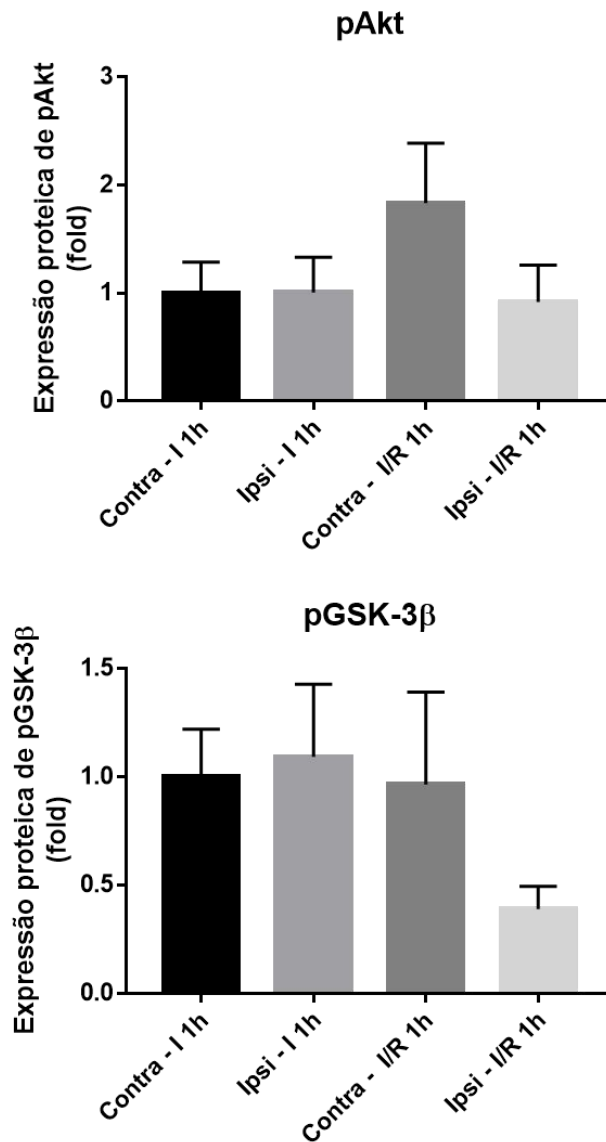 pAkt
Expressão proteica de pAkt
(fold)
3
2
1
0
Contra - I 1h
Ipsi - I 1h
Contra - I/R 1h
Ipsi - I/R 1h
pGSK-3β
Expressão proteica de pGSK-3β
(fold)
1.5
1.0
0.5
0.0
Contra - I 1h
Ipsi - I 1h
Contra - I/R 1h
Ipsi - I/R 1h